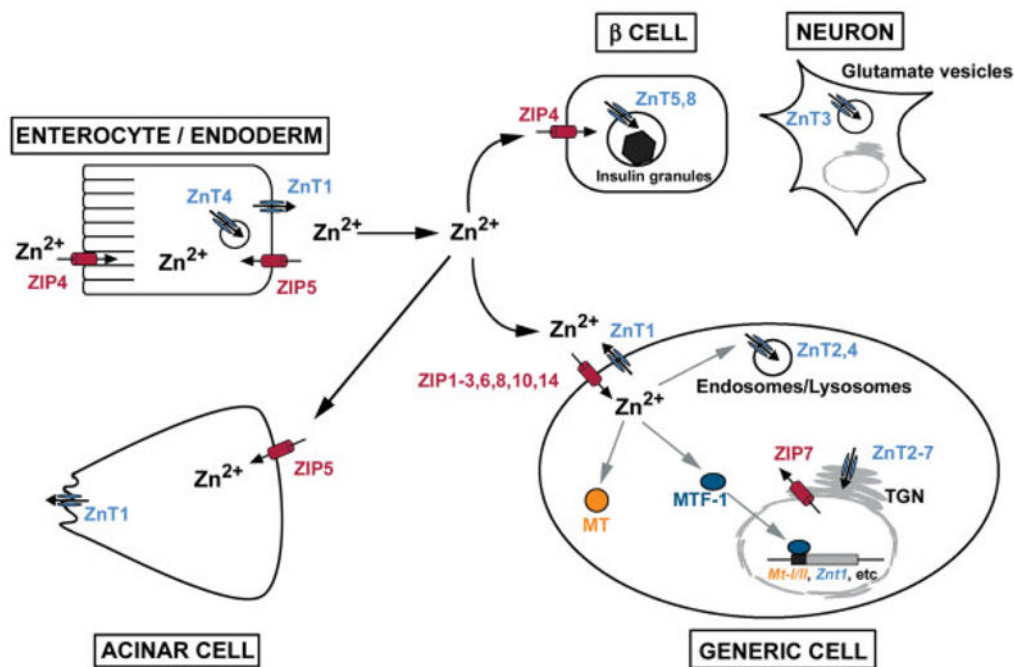 β CELL
NEURON
Glutamate vesicles
ZnT5,8
ZIP4
ZnT3
Insulin granules
ENTEROCYTE / ENDODERM
ZnT1
ZnT4
Zn2+
Zn2+
Zn2+
Zn2+
ZIP4
ZIP5
Zn2+
ZnT1
ZnT2,4
ZIP1-3,6,8,10,14
Endosomes/Lysosomes
Zn2+
ZIP5
Zn2+
ZnT1
ZIP7
ZnT2-7
TGN
MT
MTF-1
Mt-I/II, Znt1, etc
ACINAR CELL
GENERIC CELL